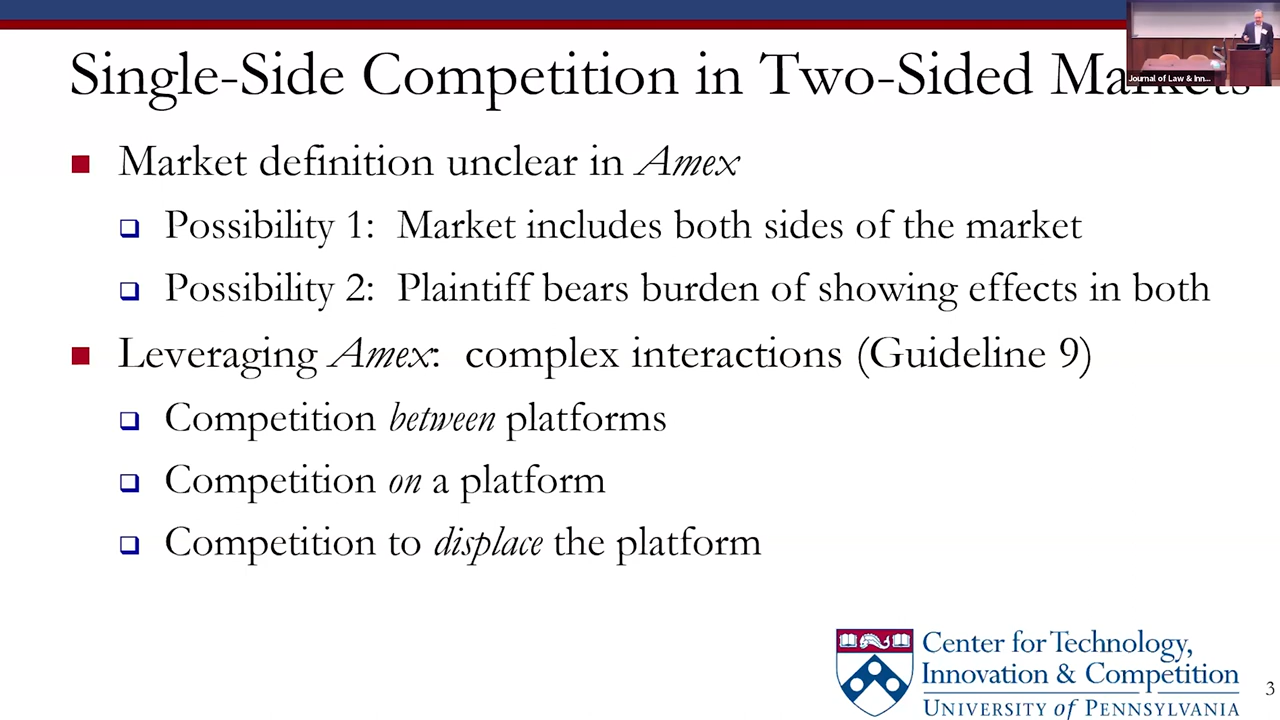 Single-Side Competition in Two-Sided Markets
Journal of Law & Inn...
Market definition unclear in Amex
Possibility 1: Market includes both sides of the market
Possibility 2: Plaintiff bears burden of showing effects in both
Leveraging Amex: complex interactions (Guideline 9)
Competition between platforms
Competition on a platform
Competition to displace the platform
Center for Technology,
Innovation & Competition
UNIVERSITY of PENNSYLVANIA
3